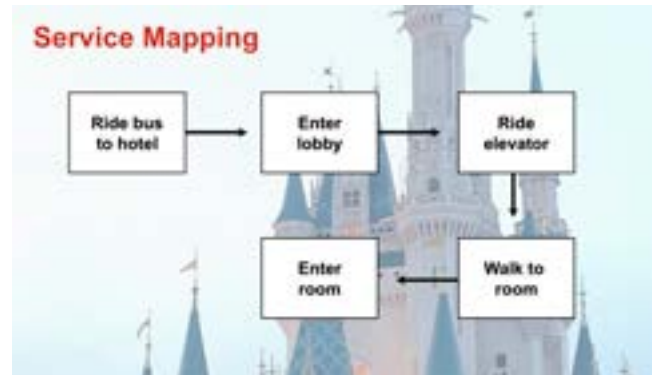 Service Mapping
Ride bus
to hotel
Enter
lobby
Ride
elevator
Walk to
room
Enter
room